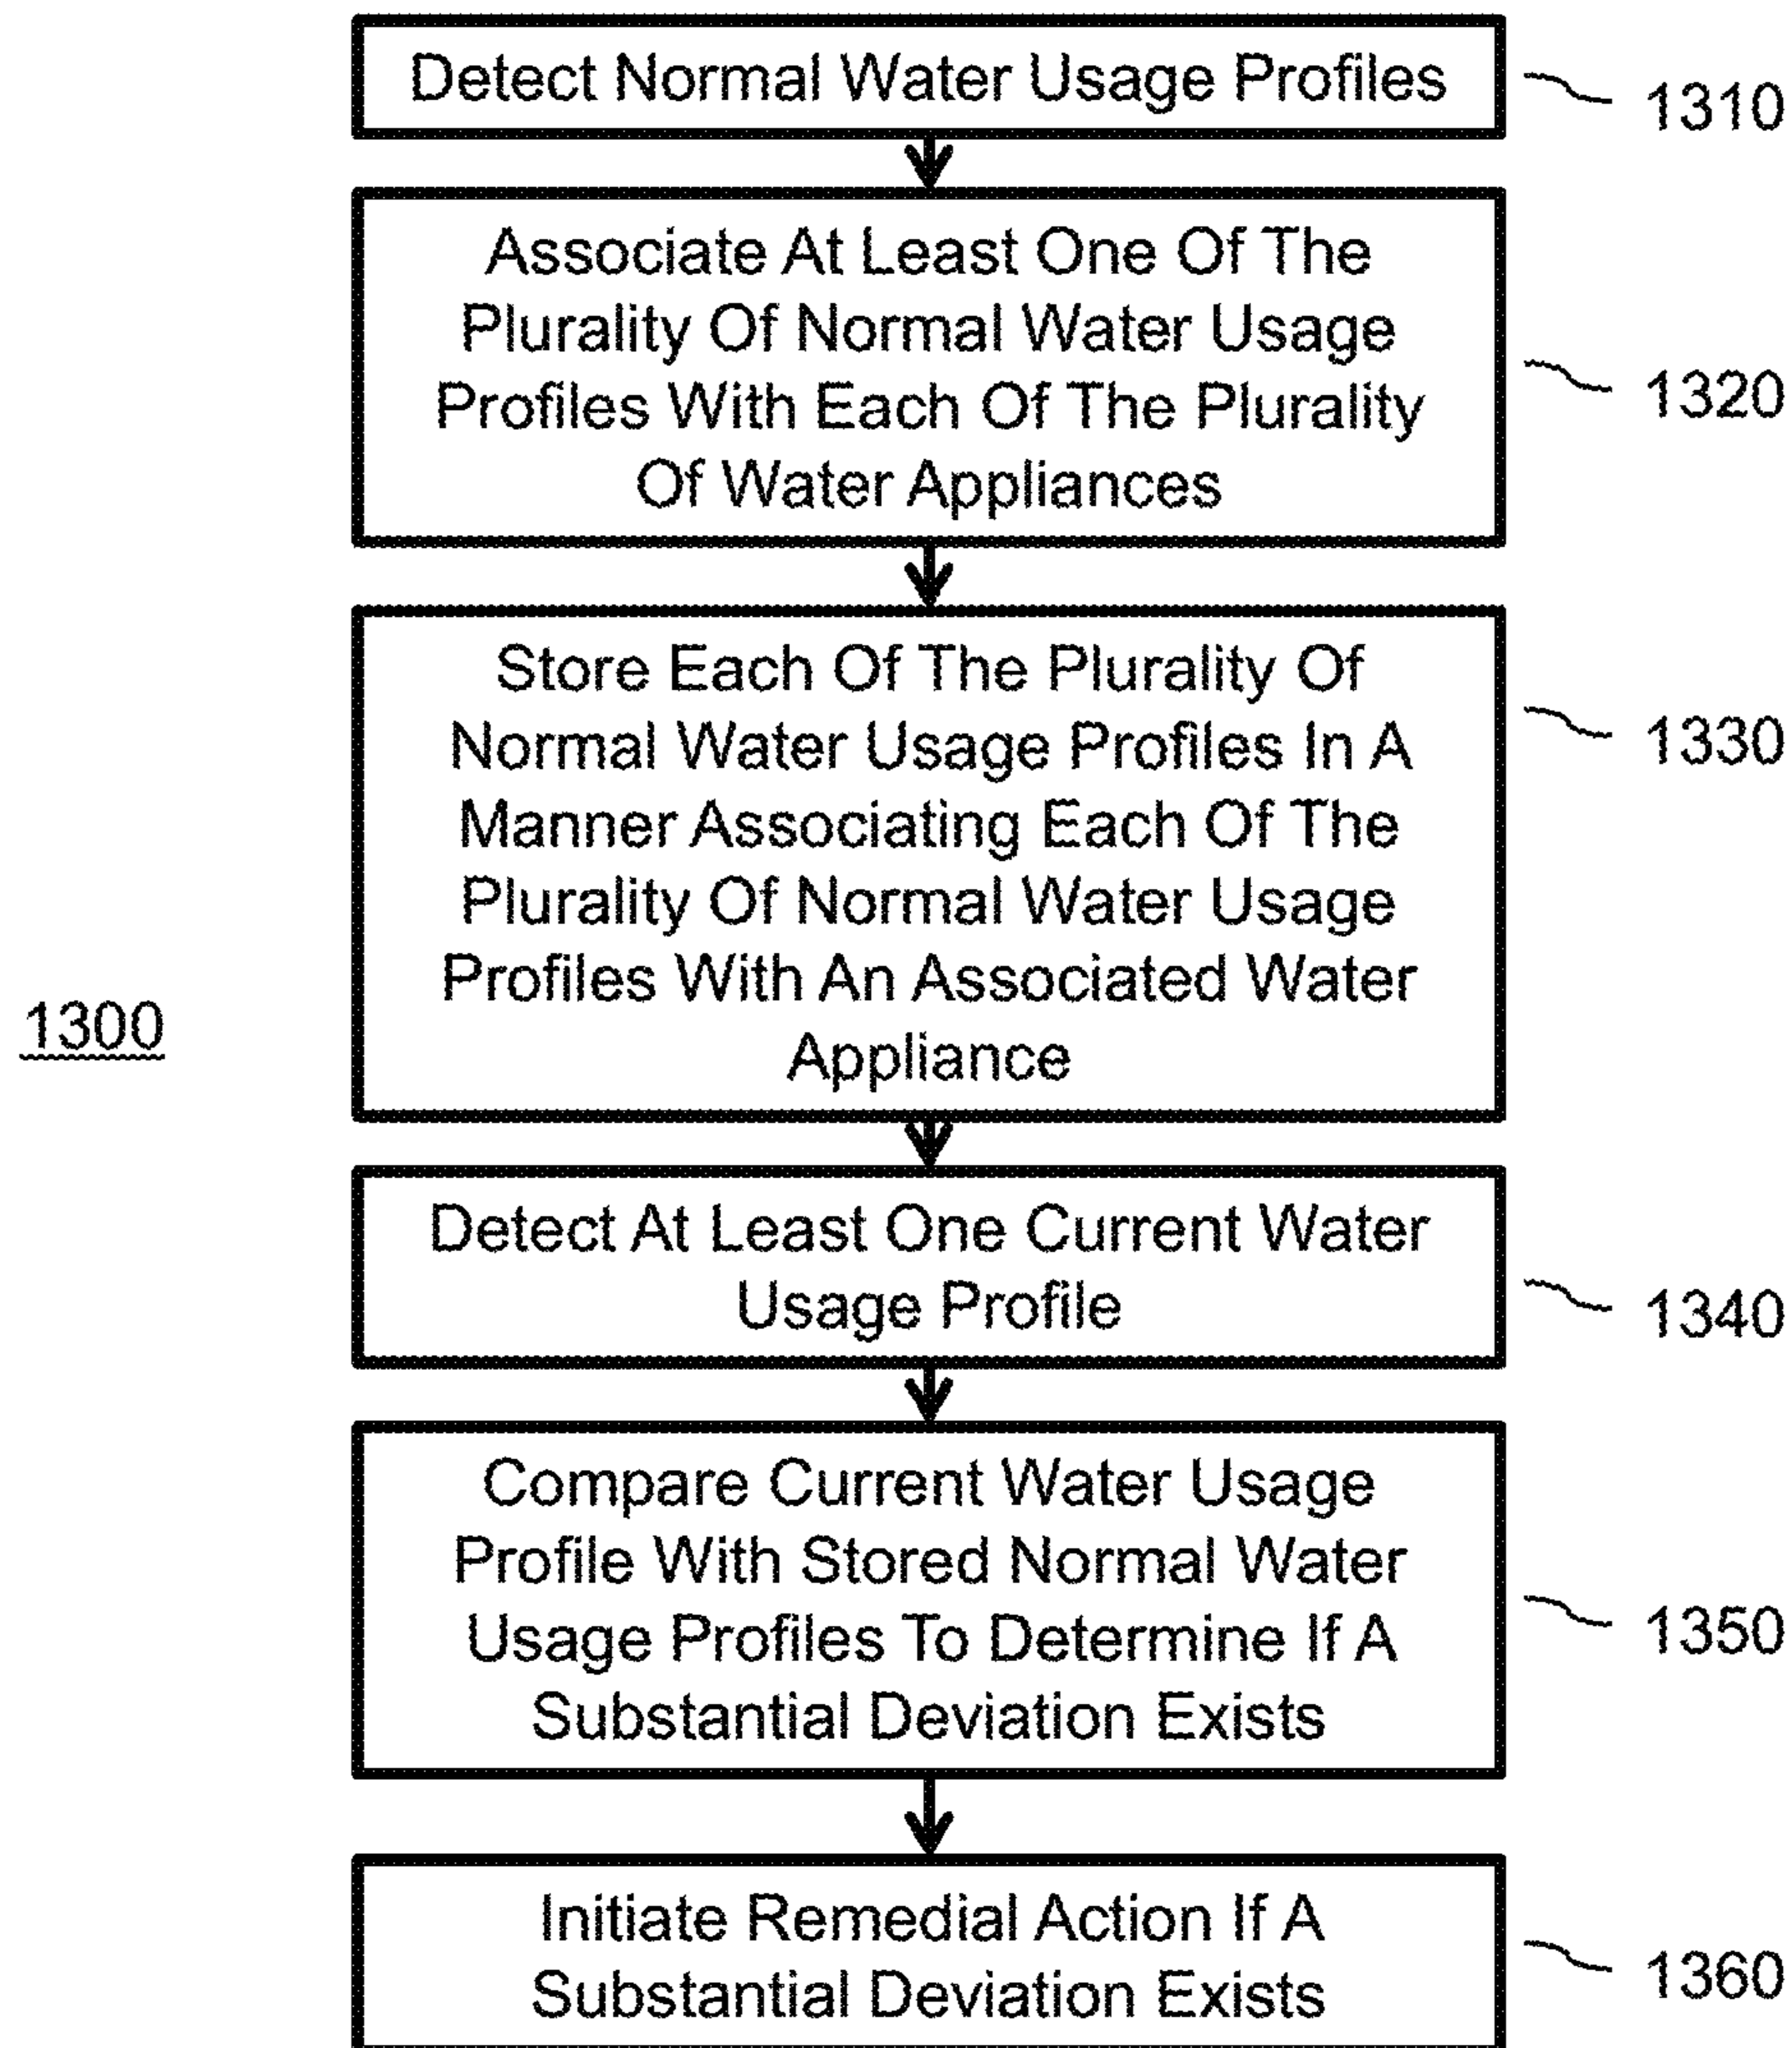 Detect Normal Water Usage Profiles
1310
Associate At Least One Of The
Plurality Of Normal Water Usage
Profiles With Each Of The Plurality
Of Water Appliances
1320
Store Each Of The Plurality Of
Normal Water Usage Profiles In A
Manner Associating Each Of The
Plurality Of Normal Water Usage
Profiles With An Associated Water
Appliance
1330
1300
Detect At Least One Current Water
Usage Profile
1340
Compare Current Water Usage
Profile With Stored Normal Water
Usage Profiles To Determine If A
Substantial Deviation Exists
1350
Initiate Remedial Action If A
Substantial Deviation Exists
1360